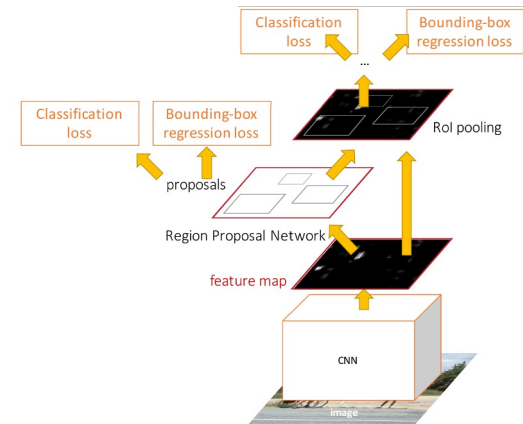 Classification
loss
Bounding-box
regression loss
...
RoI pooling
Classification
loss
Bounding-box
regression loss
proposals
Region Proposal Network
feature map
CNN
image